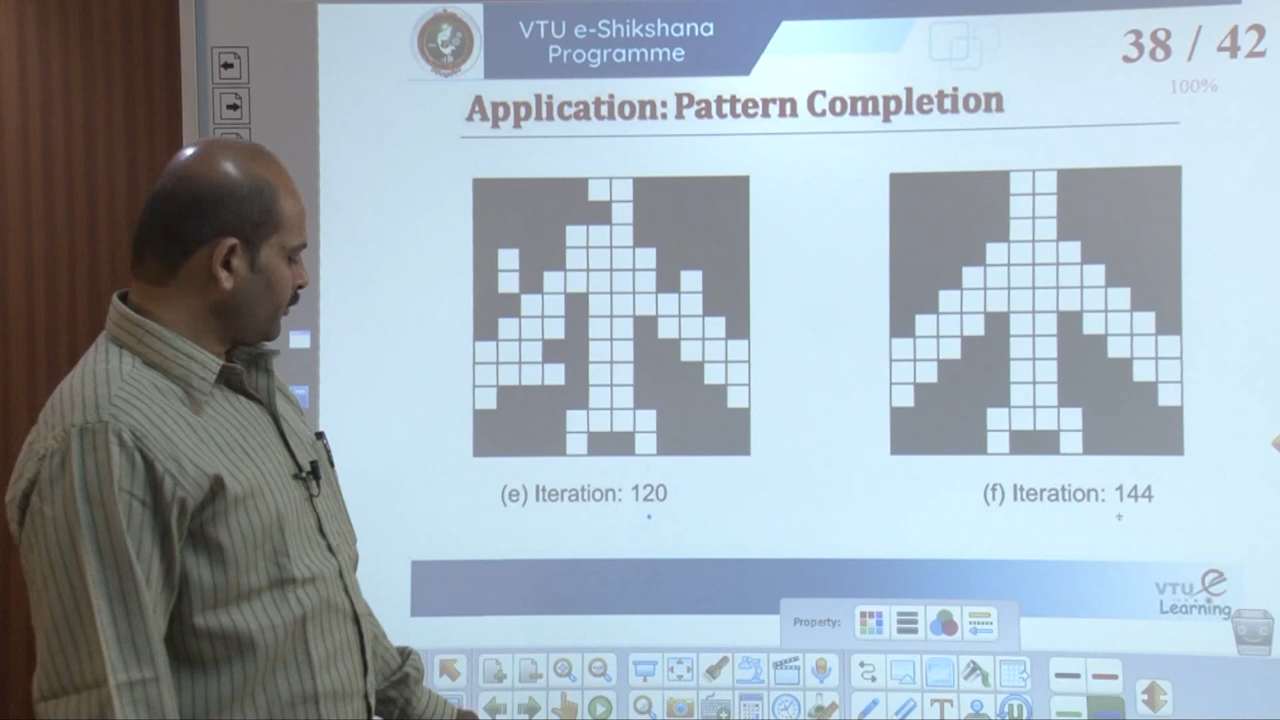 VTU e-Shikshana
Programme
38 / 42
100%
Application: Pattern Completion
(e) Iteration: 120
(f) Iteration: 144
VTU e
Learning
Property: